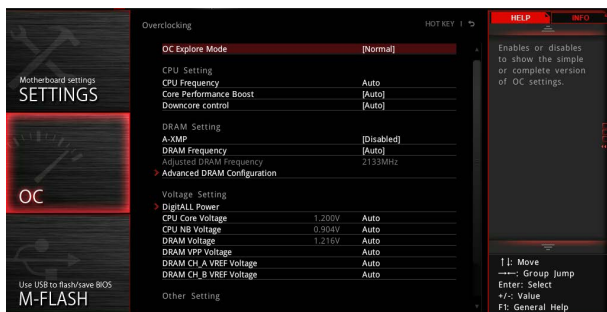 Overclocking
HOT KEY | ↶
HELP
INFO
OC Explore Mode [Normal]
CPU Setting
CPU Frequency Auto
Core Performance Boost [Auto]
Downcore control [Auto]
DRAM Setting
A-XMP [Disabled]
DRAM Frequency [Auto]
Adjusted DRAM Frequency 2133MHz
Advanced DRAM Configuration
Voltage Setting
DigitALL Power
CPU Core Voltage 1.200V Auto
CPU NB Voltage 0.904V Auto
DRAM Voltage 1.216V Auto
DRAM VPP Voltage Auto
DRAM CH_A VREF Voltage Auto
DRAM CH_B VREF Voltage Auto
Other Setting
Motherboard settings
SETTINGS
OC
Use USB to flash/save BIOS
M-FLASH
Enables or disables
to show the simple
or complete version
of OC settings.
↑↓: Move
→←: Group Jump
Enter: Select
+/-: Value
F1: General Help